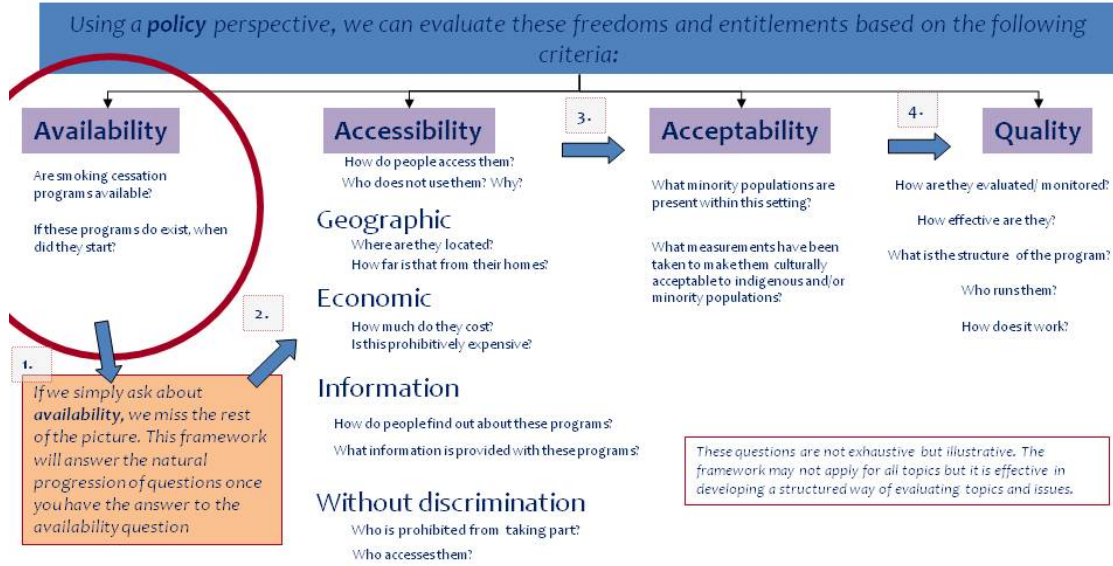 Using a policy perspective, we can evaluate these freedoms and entitlements based on the following
criteria:
Availability
Are smoking cessation
programs available?
If these programs do exist, when
did they start?
1.
If we simply ask about
availability, we miss the rest
of the picture. This framework
will answer the natural
progression of questions once
you have the answer to the
availability question
2.
Accessibility
How do people access them?
Who does not use them? Why?
Geographic
Where are they located?
How far is that from their homes?
Economic
How much do they cost?
Is this prohibitively expensive?
Information
How do people find out about these programs?
What information is provided with these programs?
Without discrimination
Who is prohibited from taking part?
Who accesses them?
3.
Acceptability
What minority populations are
present within this setting?
What measurements have been
taken to make them culturally
acceptable to indigenous and/or
minority populations?
4.
Quality
How are they evaluated/ monitored?
How effective are they?
What is the structure of the program?
Who runs them?
How does it work?
These questions are not exhaustive but illustrative. The
framework may not apply for all topics but it is effective in
developing a structured way of evaluating topics and issues.